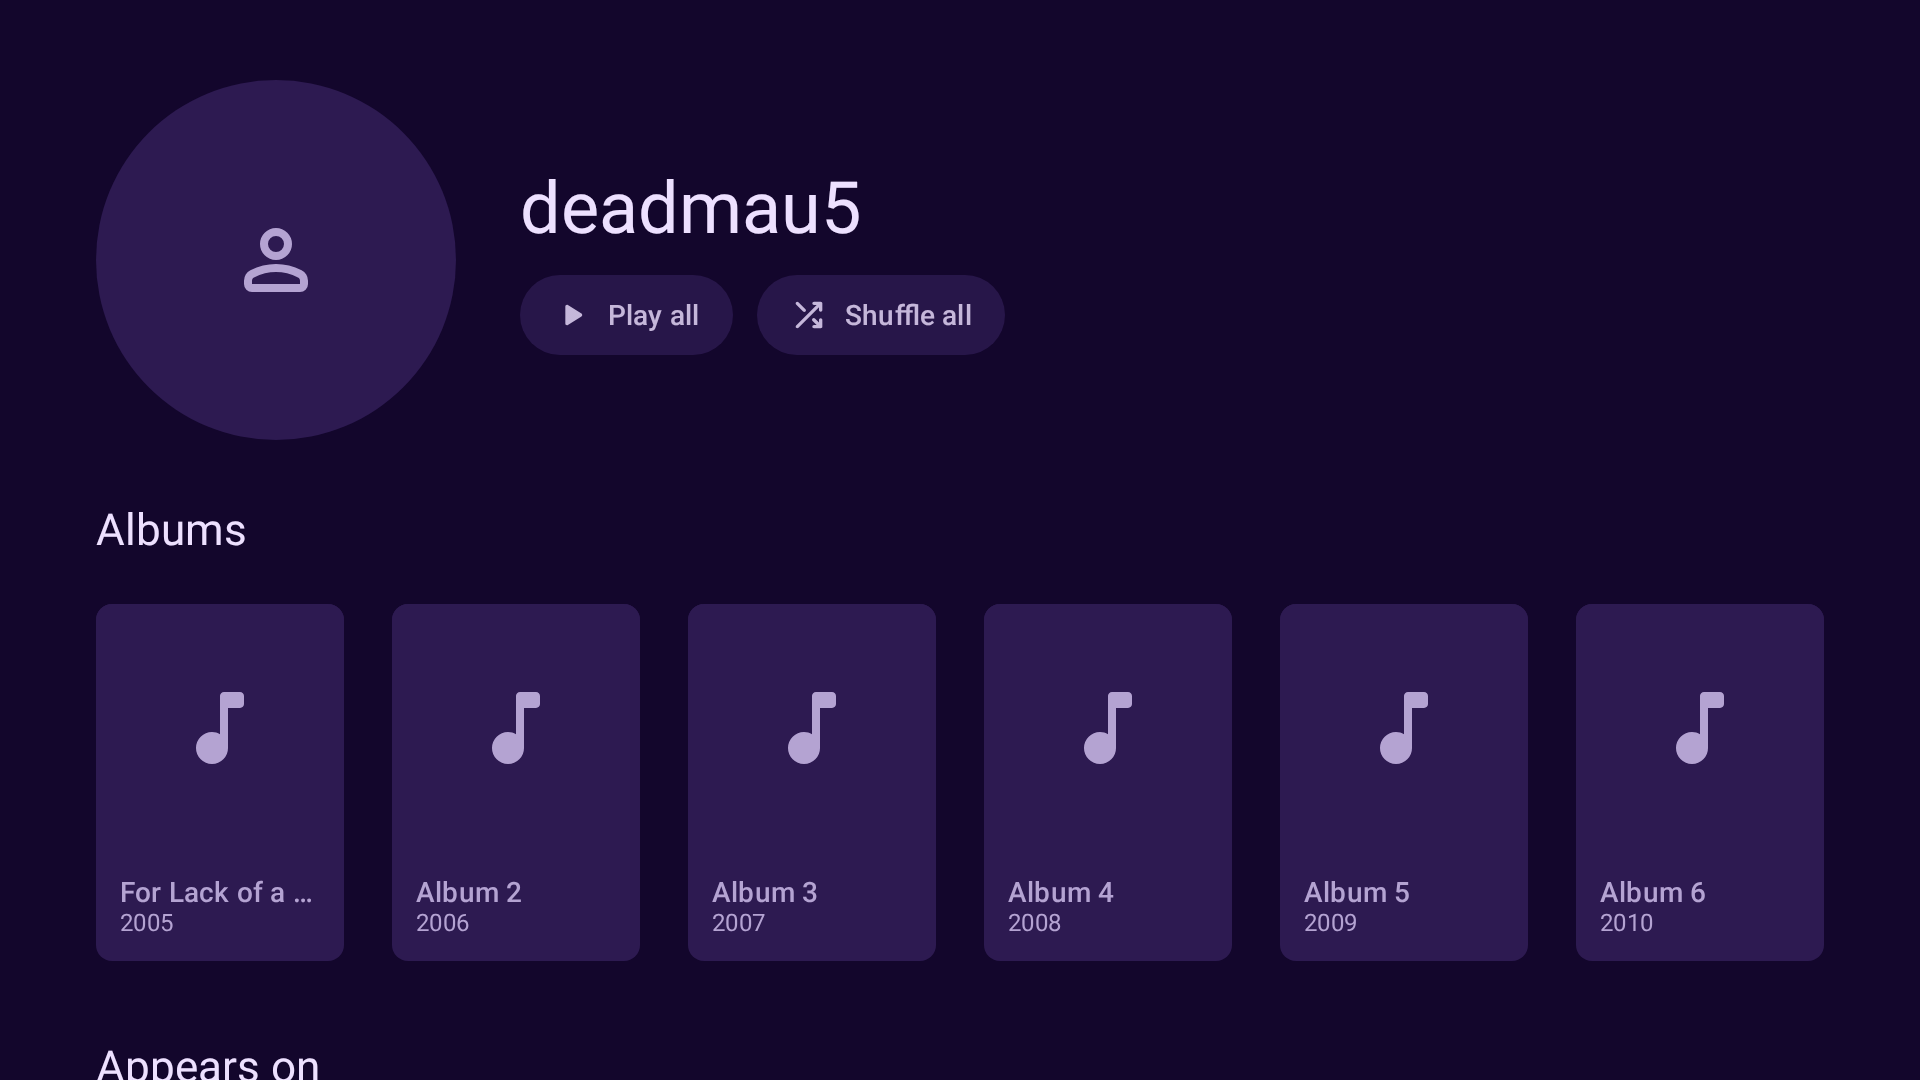 deadmau5
Play all
Shuffle all
Albums
For Lack of a ...
2005
Album 2
2006
Album 3
2007
Album 4
2008
Album 5
2009
Album 6
2010
Appears on